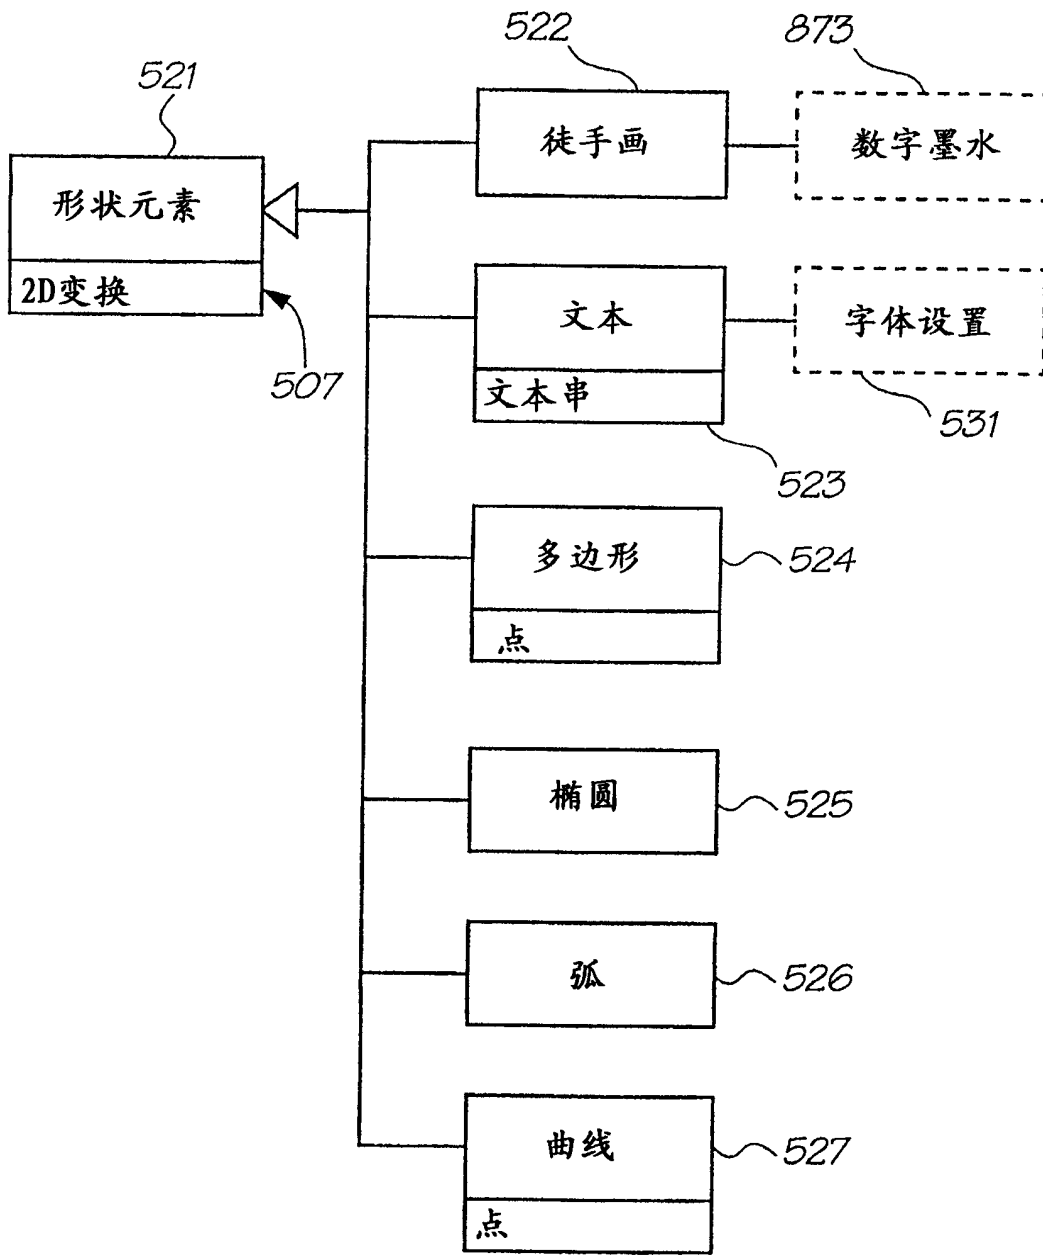 522
873
521
徒手画
数字墨水
形状元素
2D变换
507
文本
文本串
字体设置
531
523
多边形
点
524
椭圆
525
弧
526
曲线
点
527